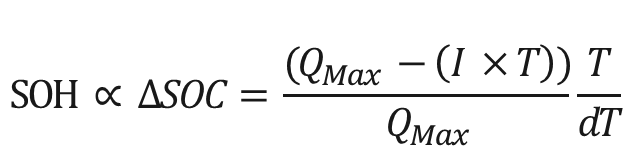 SOH ∝ ΔSOC = (Q_Max − (I × T)) / Q_Max T / dT